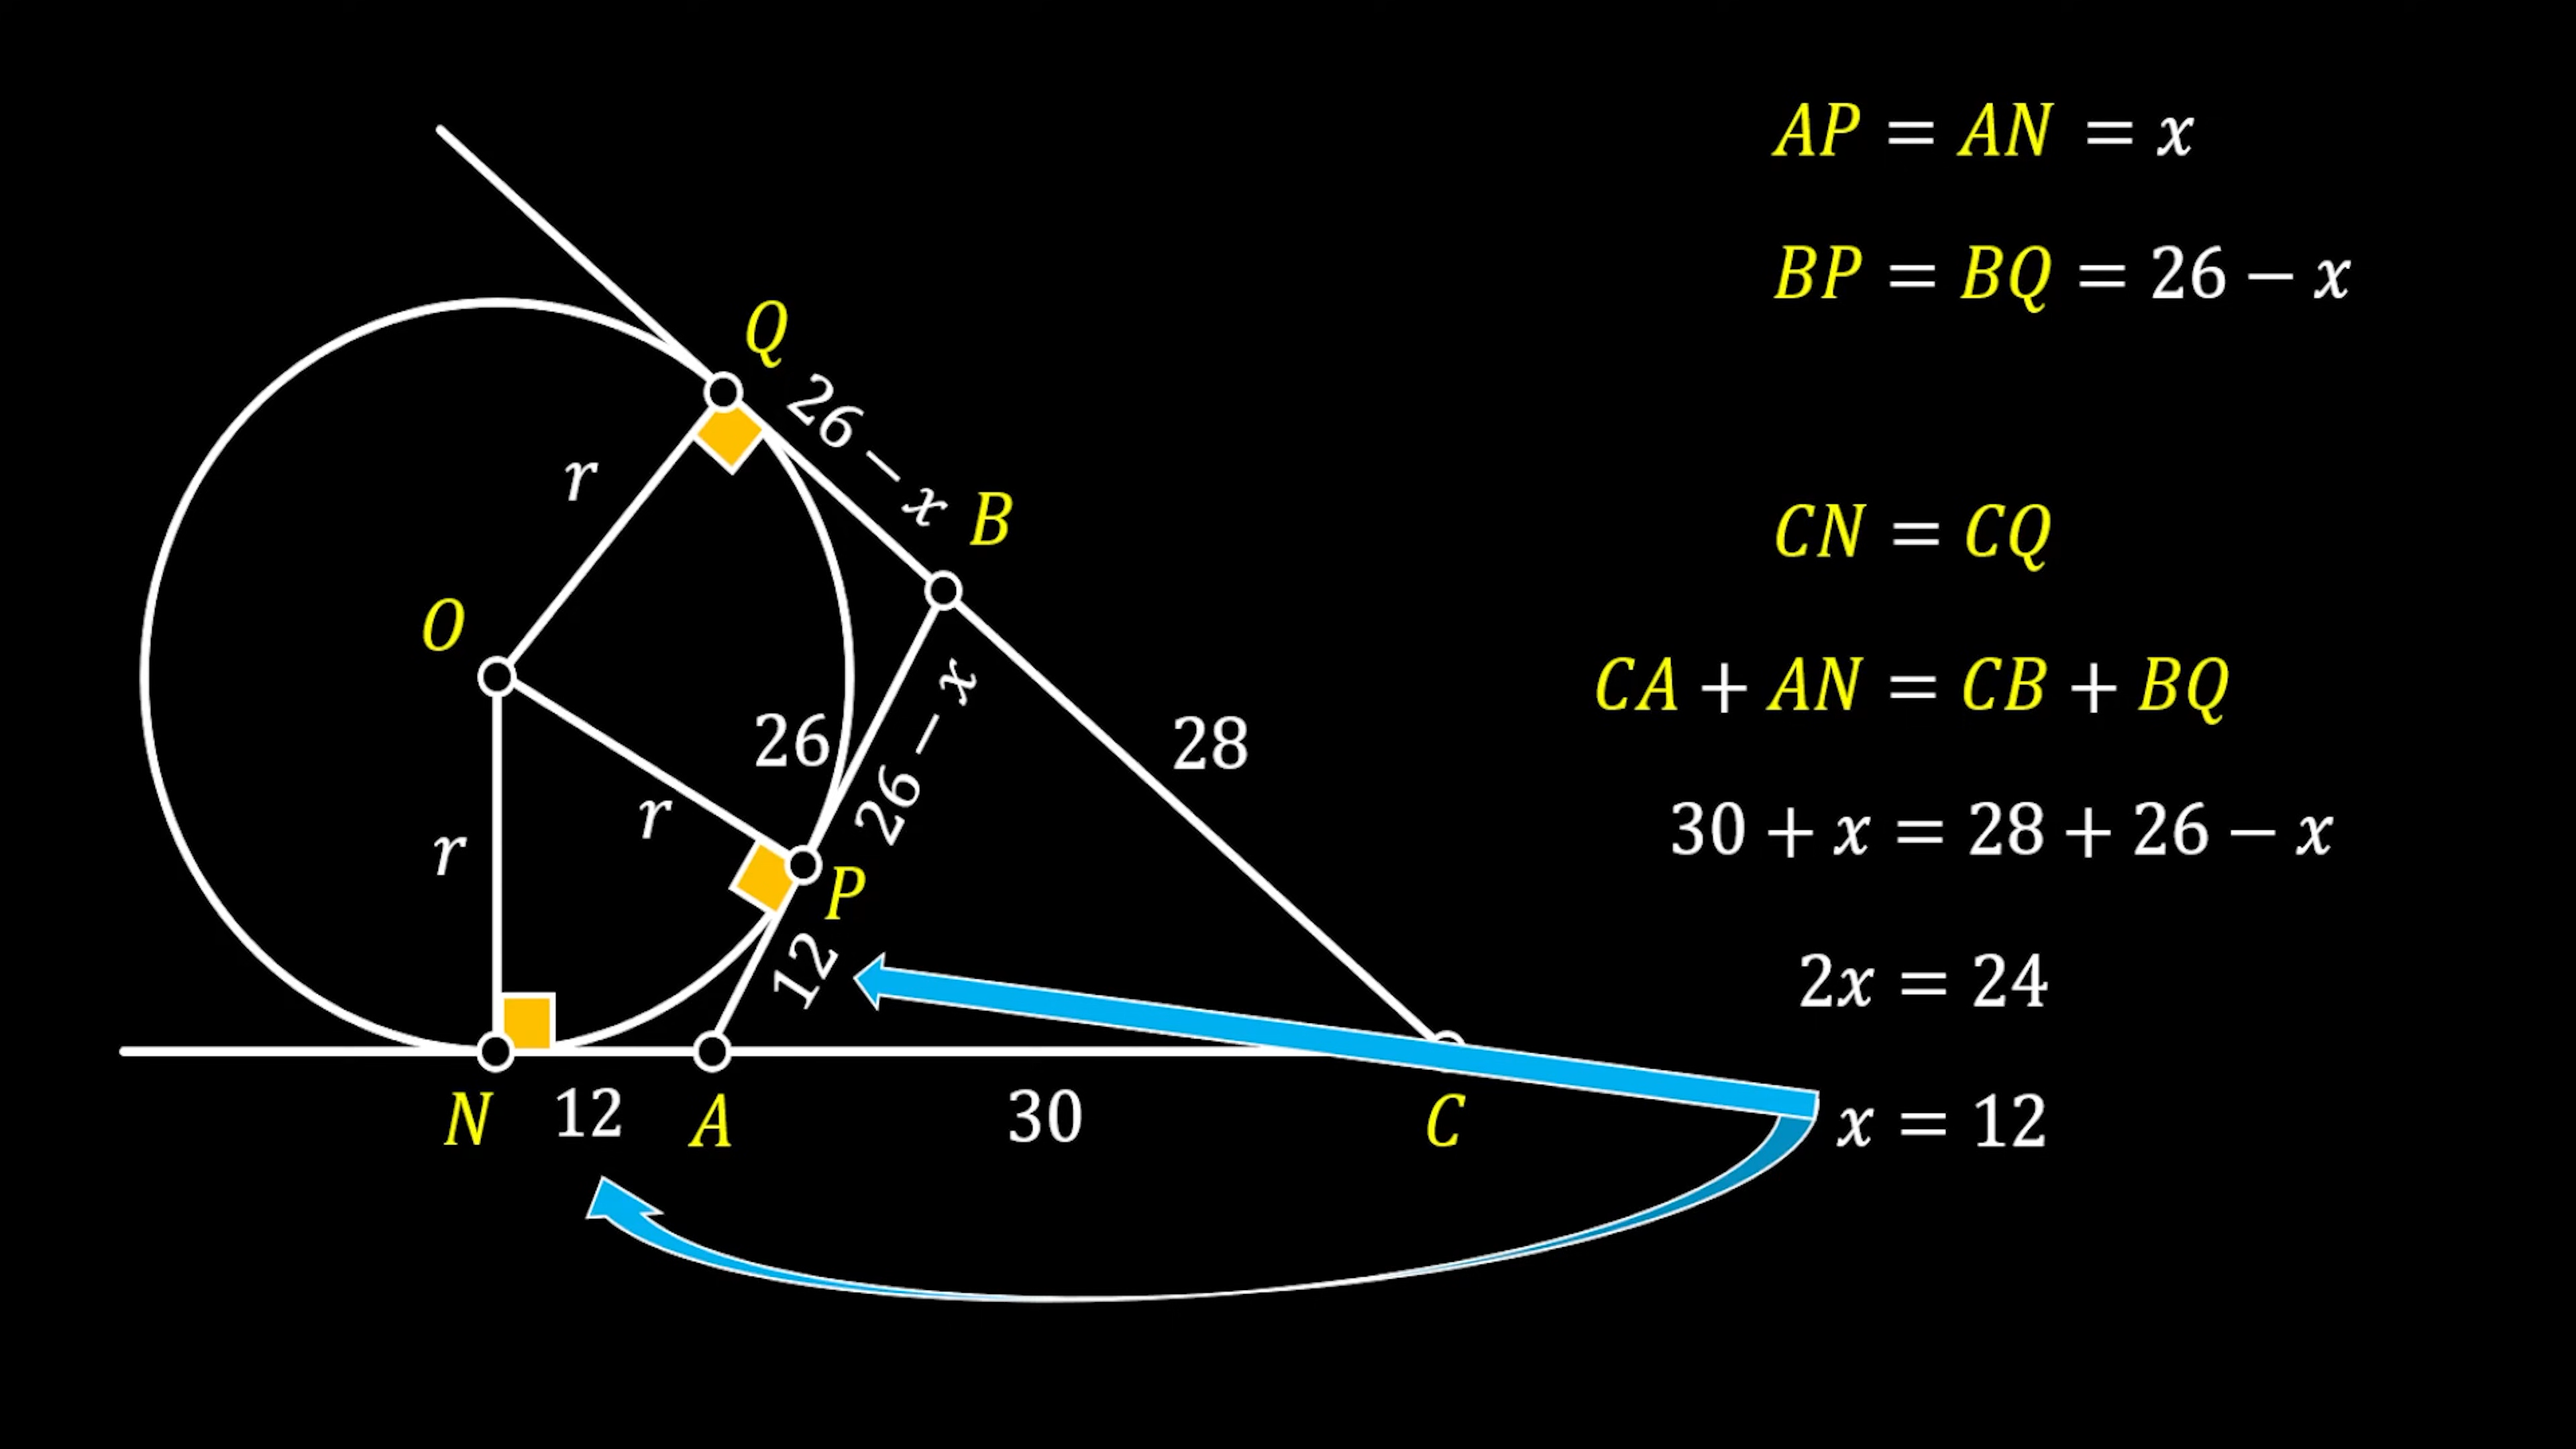 AP = AN = x
BP = BQ = 26 − x
CN = CQ
CA + AN = CB + BQ
30 + x = 28 + 26 − x
2x = 24
x = 12
Q
26 − x
B
r
O
26
26 − x
28
r
r
P
12
N
12
A
30
C